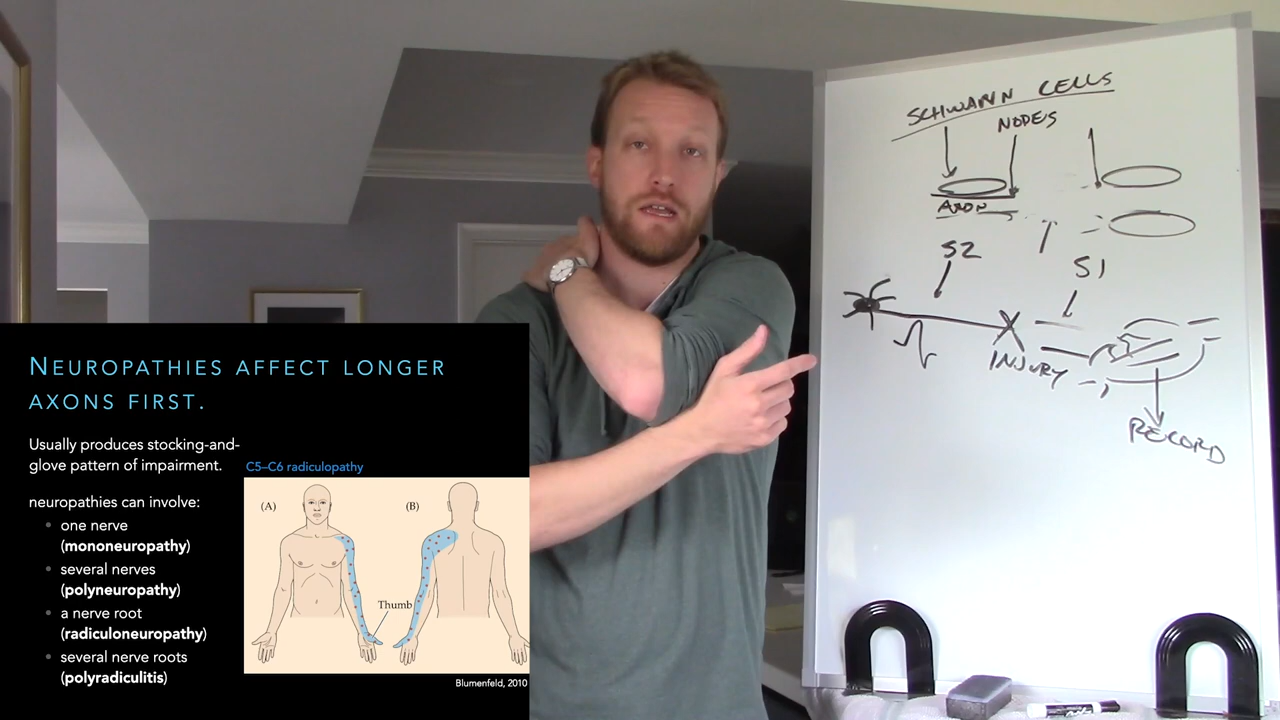 NEUROPATHIES AFFECT LONGER
AXONS FIRST.
Usually produces stocking-and-
glove pattern of impairment.
C5–C6 radiculopathy
neuropathies can involve:
• one nerve
(mononeuropathy)
• several nerves
(polyneuropathy)
• a nerve root
(radiculoneuropathy)
• several nerve roots
(polyradiculitis)
(A)
(B)
Thumb
Blumenfeld, 2010
SCHWANN CELLS
NODES
AXON
S2
S1
INJURY
RECORD